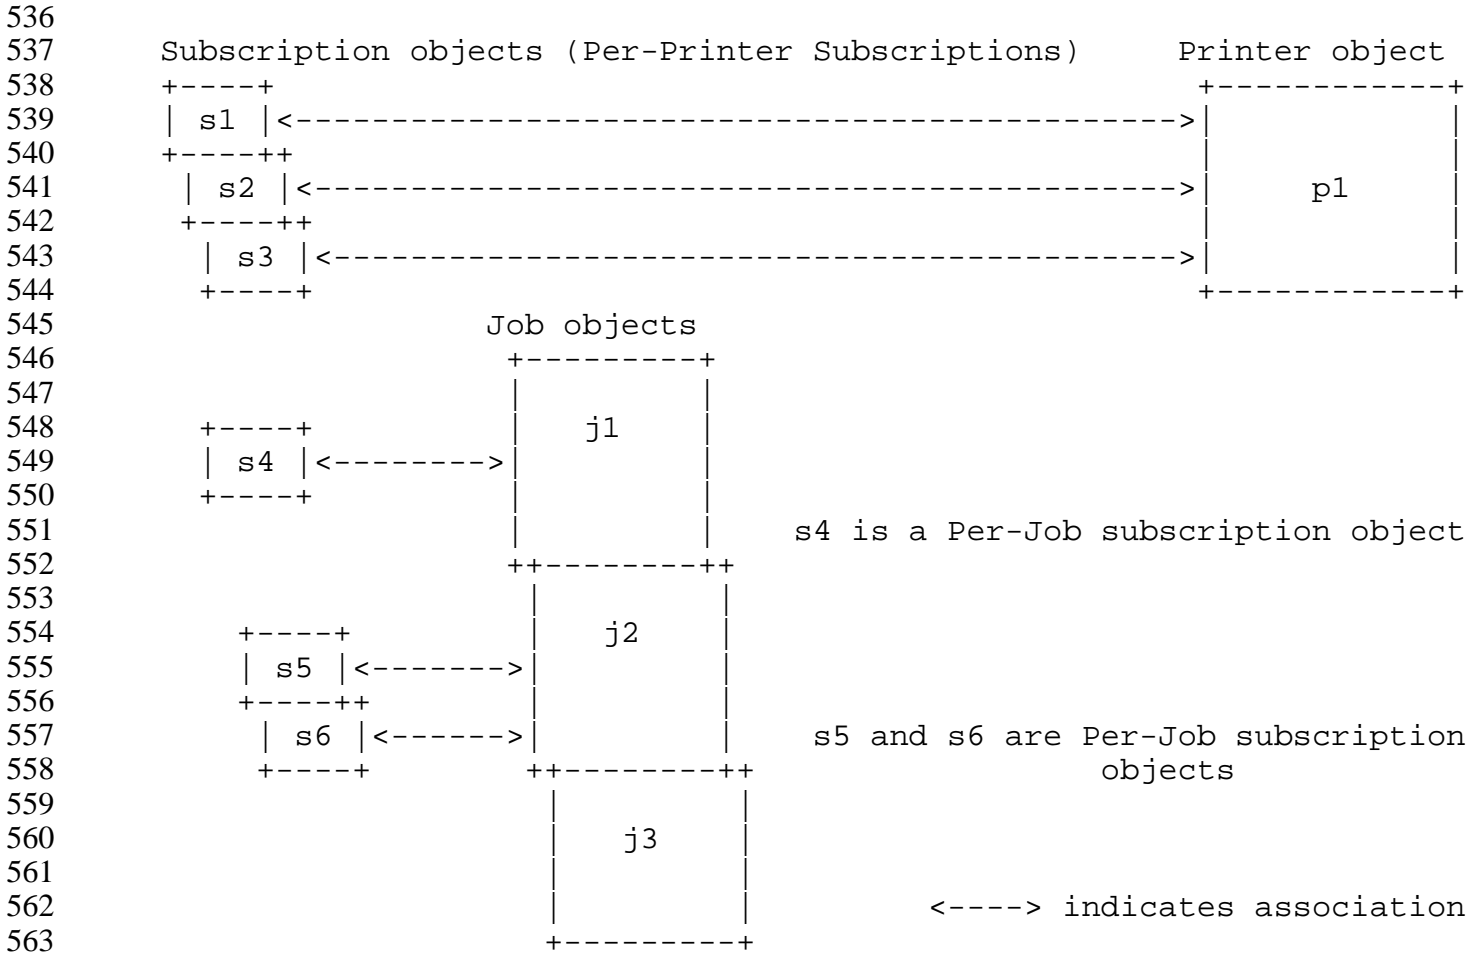 536
537 Subscription objects (Per-Printer Subscriptions) Printer object
538 +----+ +------------+
539 | s1 |<---------------------------------------------->| |
540 +----++ | |
541 | s2 |<--------------------------------------------->| p1 |
542 +----++ | |
543 | s3 |<-------------------------------------------->| |
544 +----+ +------------+
545 Job objects
546 +---------+
547 | |
548 +----+ | j1 |
549 | s4 |<-------->| |
550 +----+ | |
551 | | s4 is a Per-Job subscription object
552 ++--------++
553 | |
554 +----+ | j2 |
555 | s5 |<------->| |
556 +----++ | |
557 | s6 |<------>| | s5 and s6 are Per-Job subscription
558 +----+ ++--------++ objects
559 | |
560 | j3 |
561 | |
562 | | <----> indicates association
563 +---------+